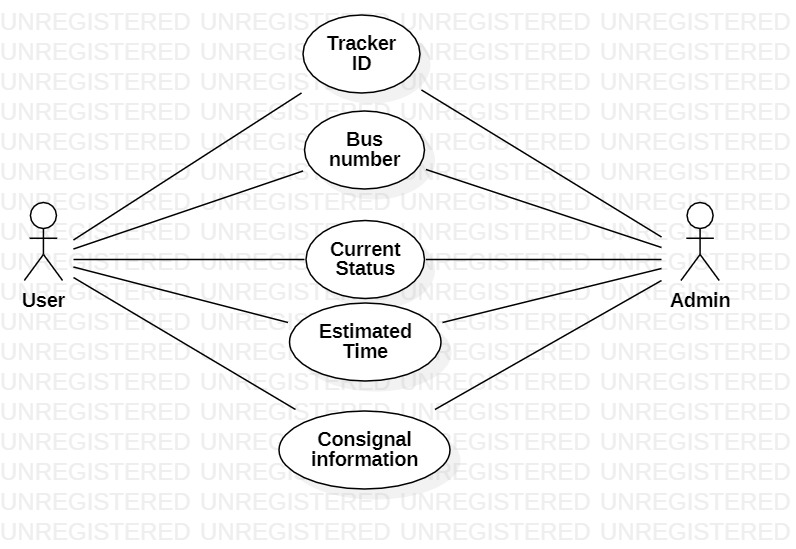 UNREGISTERED UNREGISTERED UNREGISTERED UNREGISTERED
Tracker
ID
Bus
number
Current
Status
User
Admin
Estimated
Time
Consignal
information